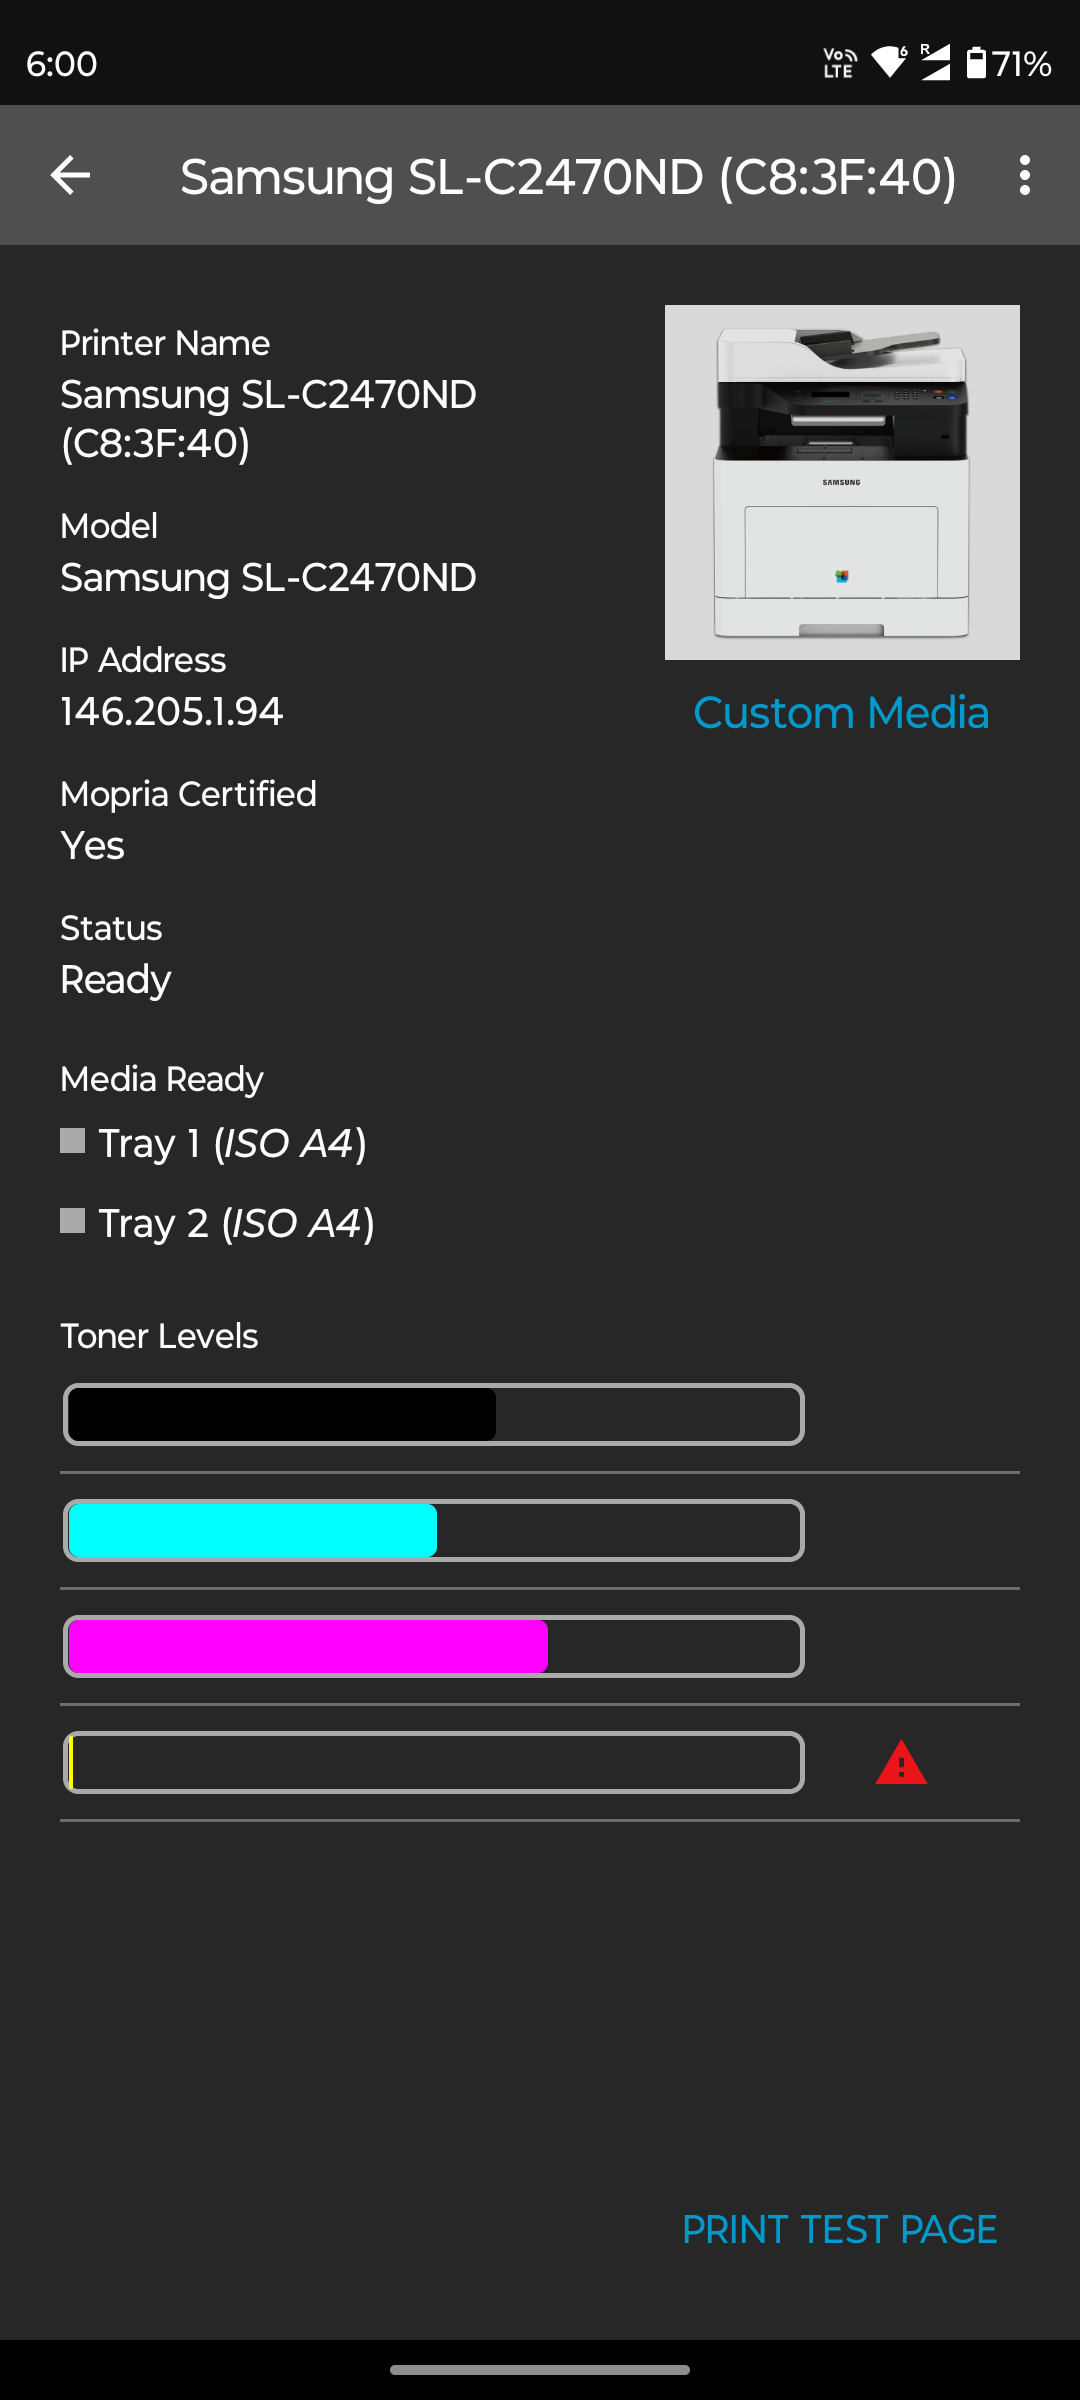 6:00
Vo LTE 6 R 71%
Samsung SL-C2470ND (C8:3F:40)
Printer Name
Samsung SL-C2470ND
(C8:3F:40)
SAMSUNG
Model
Samsung SL-C2470ND
IP Address
146.205.1.94
Custom Media
Mopria Certified
Yes
Status
Ready
Media Ready
Tray 1 (ISO A4)
Tray 2 (ISO A4)
Toner Levels
PRINT TEST PAGE